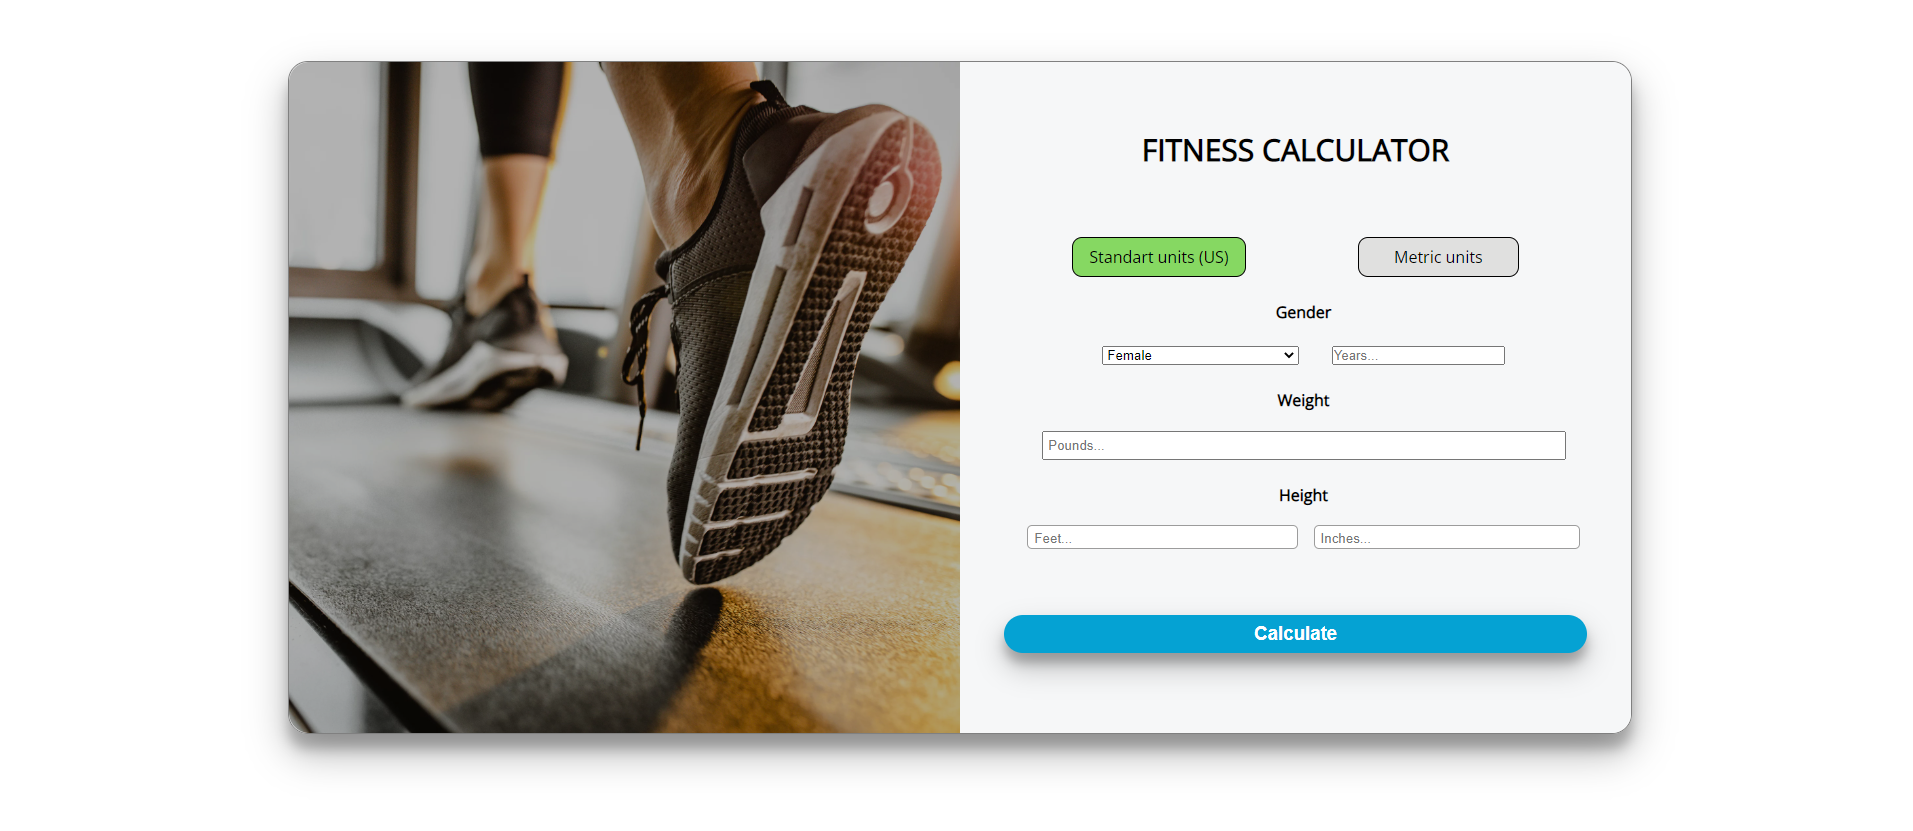 FITNESS CALCULATOR
Standart units (US) Metric units
Gender
Female Years...
Weight
Pounds...
Height
Feet... Inches...
Calculate